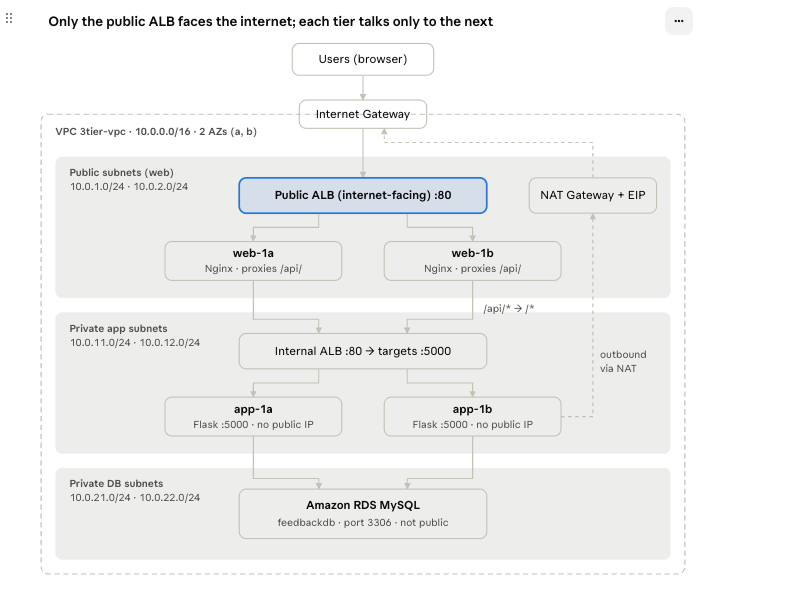 Only the public ALB faces the internet; each tier talks only to the next
Users (browser)
Internet Gateway
VPC 3tier-vpc · 10.0.0.0/16 · 2 AZs (a, b)
Public subnets (web)
10.0.1.0/24 · 10.0.2.0/24
Public ALB (internet-facing) :80
NAT Gateway + EIP
web-1a
Nginx · proxies /api/
web-1b
Nginx · proxies /api/
/api/* → /*
Private app subnets
10.0.11.0/24 · 10.0.12.0/24
Internal ALB :80 → targets :5000
outbound
via NAT
app-1a
Flask :5000 · no public IP
app-1b
Flask :5000 · no public IP
Private DB subnets
10.0.21.0/24 · 10.0.22.0/24
Amazon RDS MySQL
feedbackdb · port 3306 · not public